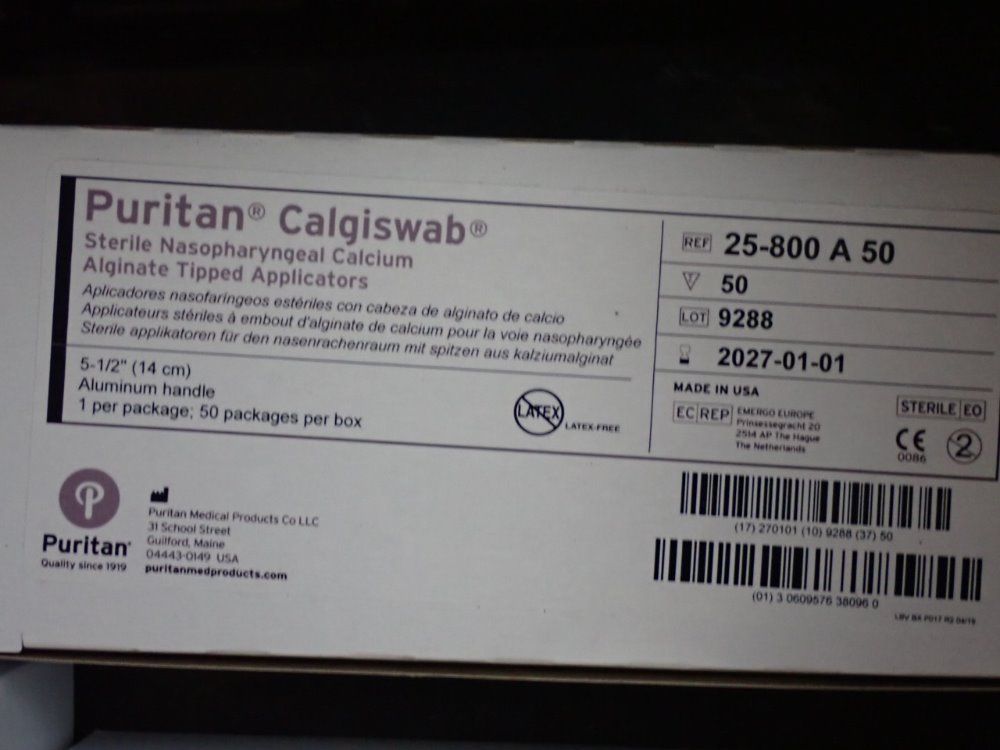 Puritan® Calgiswab®
Sterile Nasopharyngeal Calcium
Alginate Tipped Applicators
Aplicadores nasofaríngeos estériles con cabeza de alginato de calcio
Applicateurs stériles à embout d'alginate de calcium pour la voie nasopharyngée
Sterile applikatoren für den nasenrachenraum mit spitzen aus kalziumalginat
5-1/2" (14 cm)
Aluminum handle
1 per package; 50 packages per box
LATEX
LATEX-FREE
REF 25-800 A 50
50
LOT 9288
2027-01-01
MADE IN USA
EC REP
EMERGO EUROPE
Prinsessegracht 20
2514 AP The Hague
The Netherlands
STERILE EO
CE
0086
2
P
Puritan®
Quality since 1919
Puritan Medical Products Co LLC
31 School Street
Guilford, Maine
04443-0149 USA
puritanmedproducts.com
(17) 270101 (10) 9288 (37) 50
(01) 3 0609576 38096 0